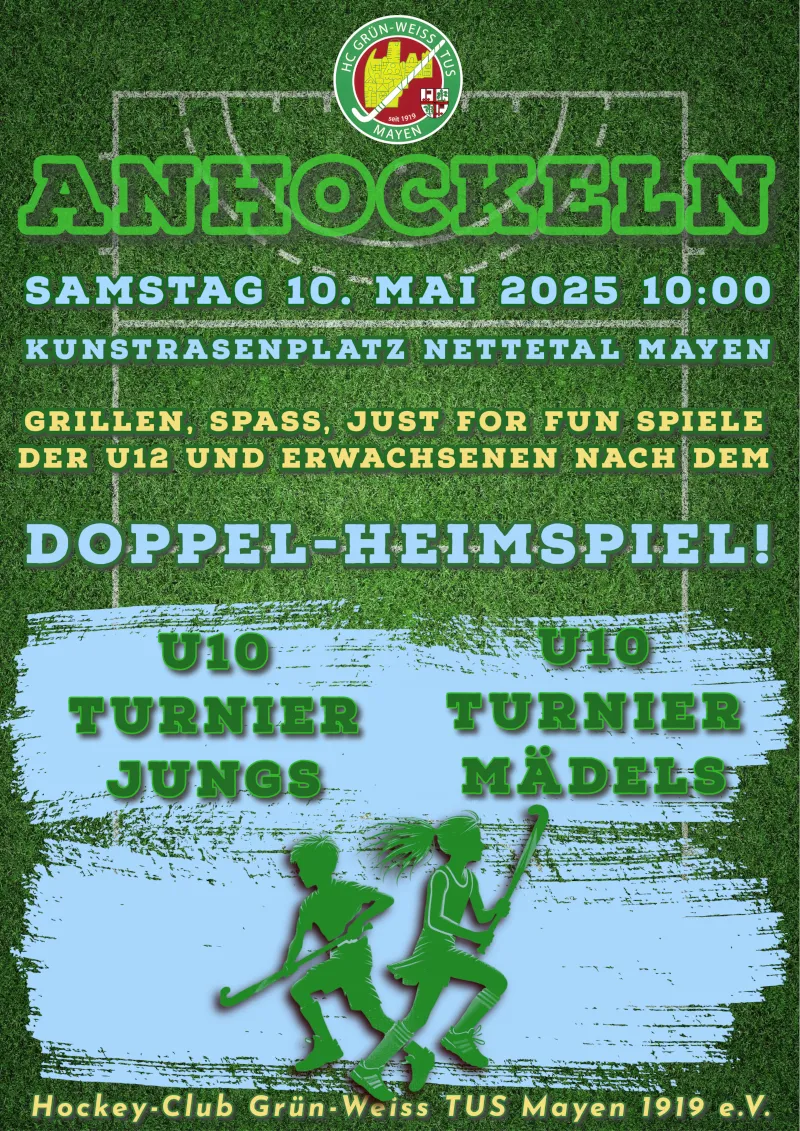 HC GRÜN-WEISS TUS
seit 1919
MAYEN
ANHOCKELN
SAMSTAG 10. MAI 2025 10:00
KUNSTRASENPLATZ NETTETAL MAYEN
GRILLEN, SPASS, JUST FOR FUN SPIELE
DER U12 UND ERWACHSENEN NACH DEM
DOPPEL-HEIMSPIEL!
U10
TURNIER
JUNGS
U10
TURNIER
MÄDELS
Hockey-Club Grün-Weiss TUS Mayen 1919 e.V.